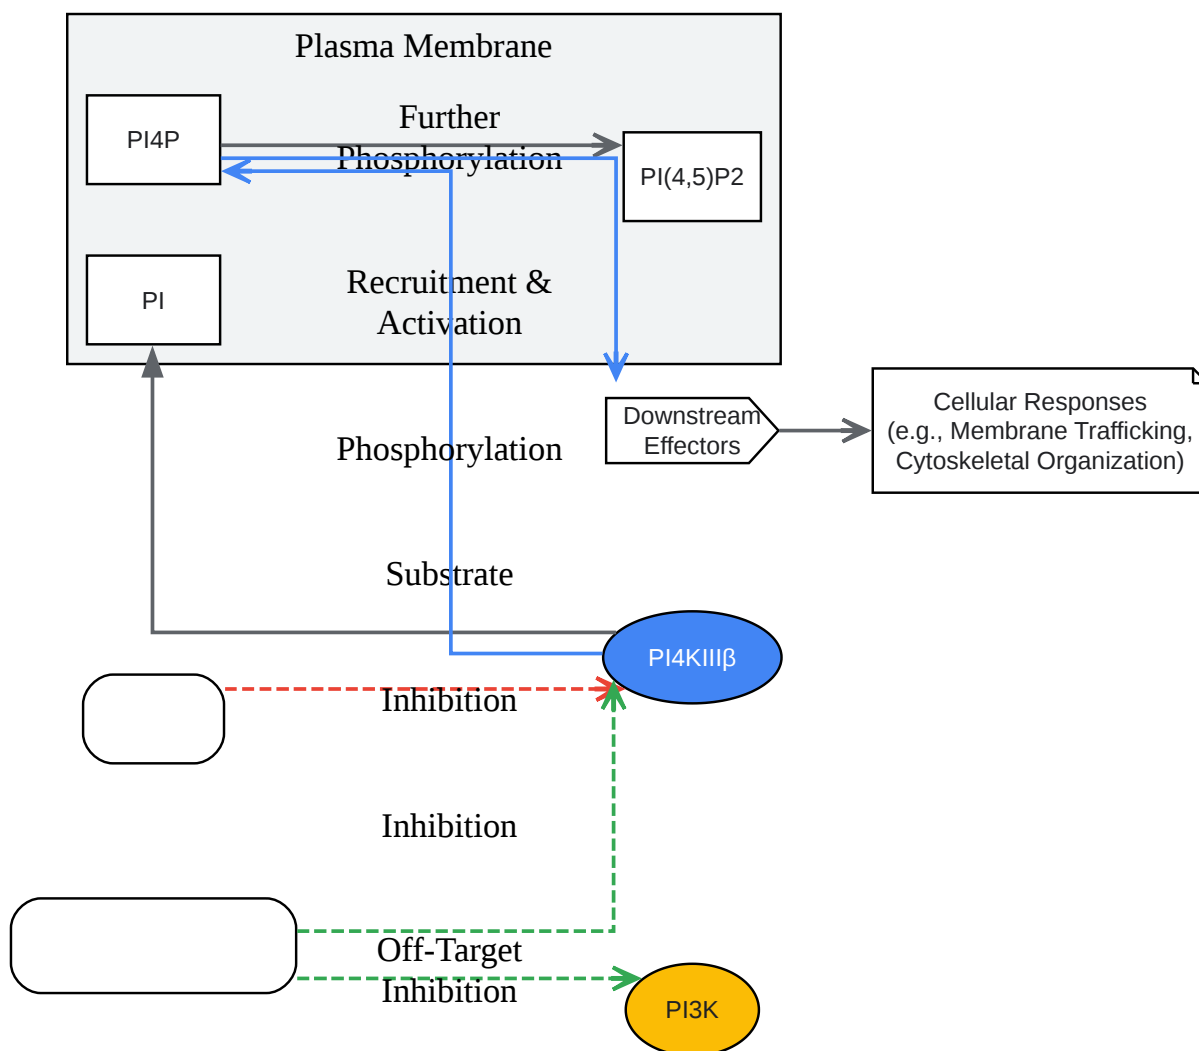 Plasma Membrane
PI4P
Further
Phosphorylation
PI(4,5)P2
PI
Recruitment &
Activation
Downstream
Effectors
Cellular Responses
(e.g., Membrane Trafficking,
Cytoskeletal Organization)
Phosphorylation
Substrate
PI4KIIIβ
Inhibition
Inhibition
Off-Target
Inhibition
PI3K